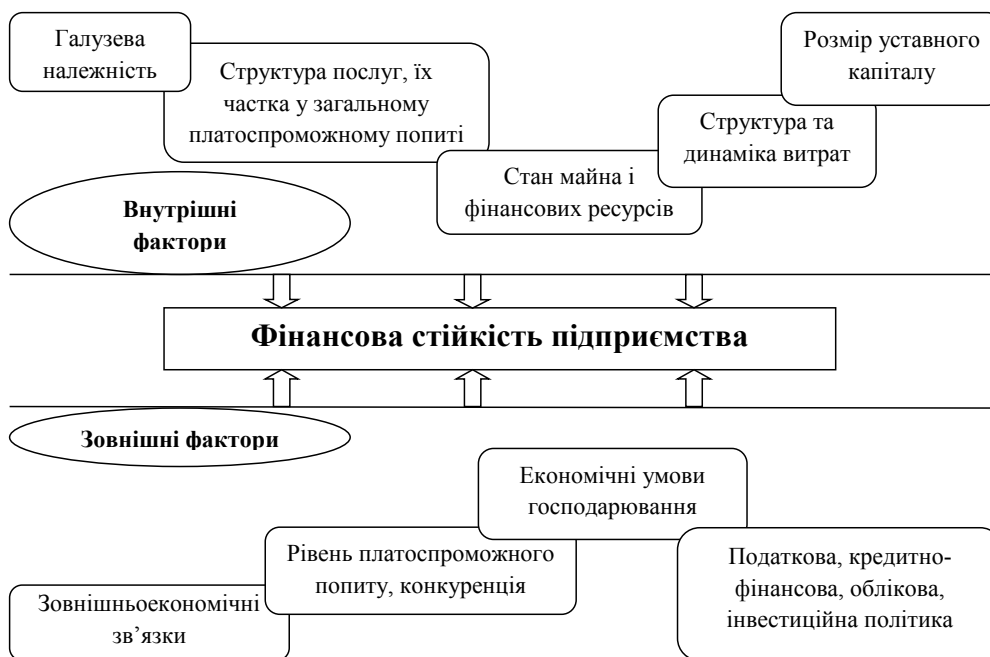 Галузева
належність
Структура послуг, їх
частка у загальному
платоспроможному попиті
Стан майна і
фінансових ресурсів
Структура та
динаміка витрат
Розмір уставного
капіталу
Внутрішні
фактори
Фінансова стійкість підприємства
Зовнішні фактори
Економічні умови
господарювання
Рівень платоспроможного
попиту, конкуренція
Зовнішньоекономічні
зв’язки
Податкова, кредитно-
фінансова, облікова,
інвестиційна політика